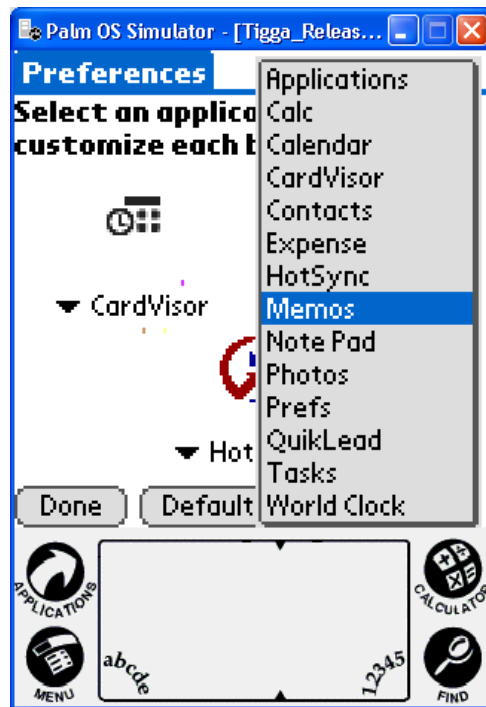 Palm OS Simulator - [Tigga_Releas...
Preferences
Select an applica
customize each b
CardVisor
Hot
Done
Default
Applications
Calc
Calendar
CardVisor
Contacts
Expense
HotSync
Memos
Note Pad
Photos
Prefs
QuikLead
Tasks
World Clock
APPLICATIONS
MENU
abcde
12345
CALCULATOR
FIND